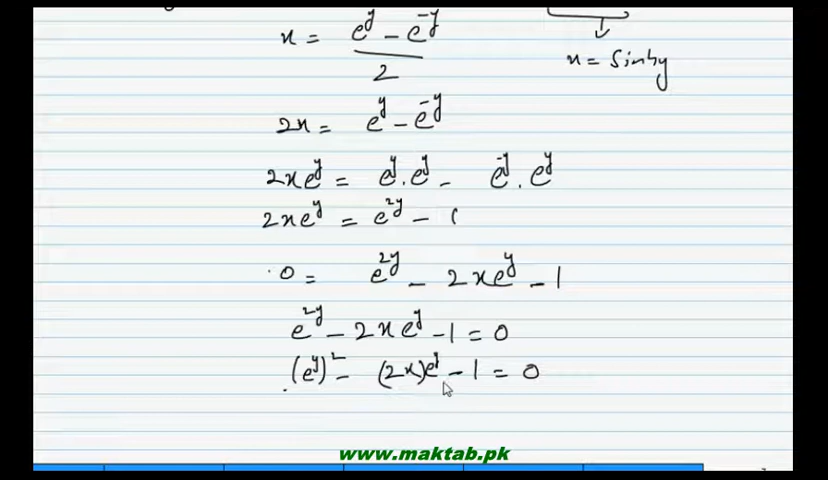 x = (e^y - e^-y)/2
x = Sinhy
2x = e^y - e^-y
2xe^y = e^y . e^y - e^-y . e^y
2xe^y = e^2y - 1
0 = e^2y - 2xe^y - 1
e^2y - 2xe^y - 1 = 0
(e^y)^2 - (2x)e^y - 1 = 0
www.maktab.pk